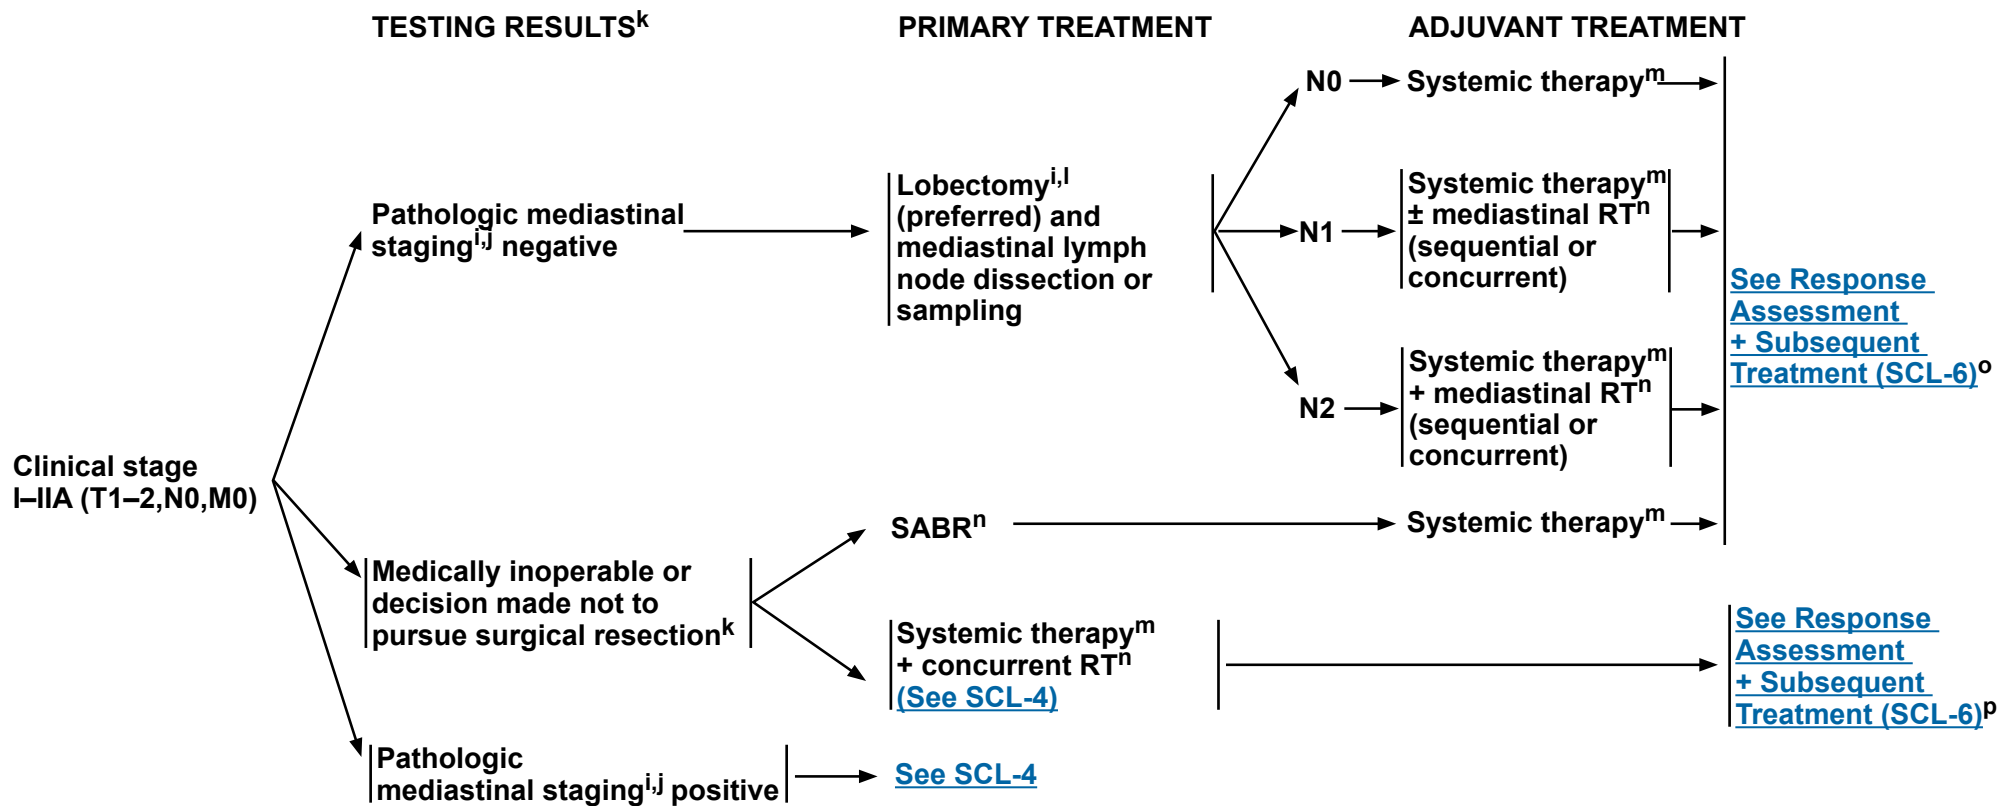 TESTING RESULTSk
PRIMARY TREATMENT
ADJUVANT TREATMENT
Clinical stage
I–IIA (T1–2,N0,M0)
Pathologic mediastinal
stagingi,j negative
Lobectomyi,l
(preferred) and
mediastinal lymph
node dissection or
sampling
N0
Systemic therapym
N1
Systemic therapym
± mediastinal RTn
(sequential or
concurrent)
N2
Systemic therapym
+ mediastinal RTn
(sequential or
concurrent)
See Response
Assessment
+ Subsequent
Treatment (SCL-6)o
Medically inoperable or
decision made not to
pursue surgical resectionk
SABRn
Systemic therapym
Systemic therapym
+ concurrent RTn
(See SCL-4)
See Response
Assessment
+ Subsequent
Treatment (SCL-6)p
Pathologic
mediastinal stagingi,j positive
See SCL-4